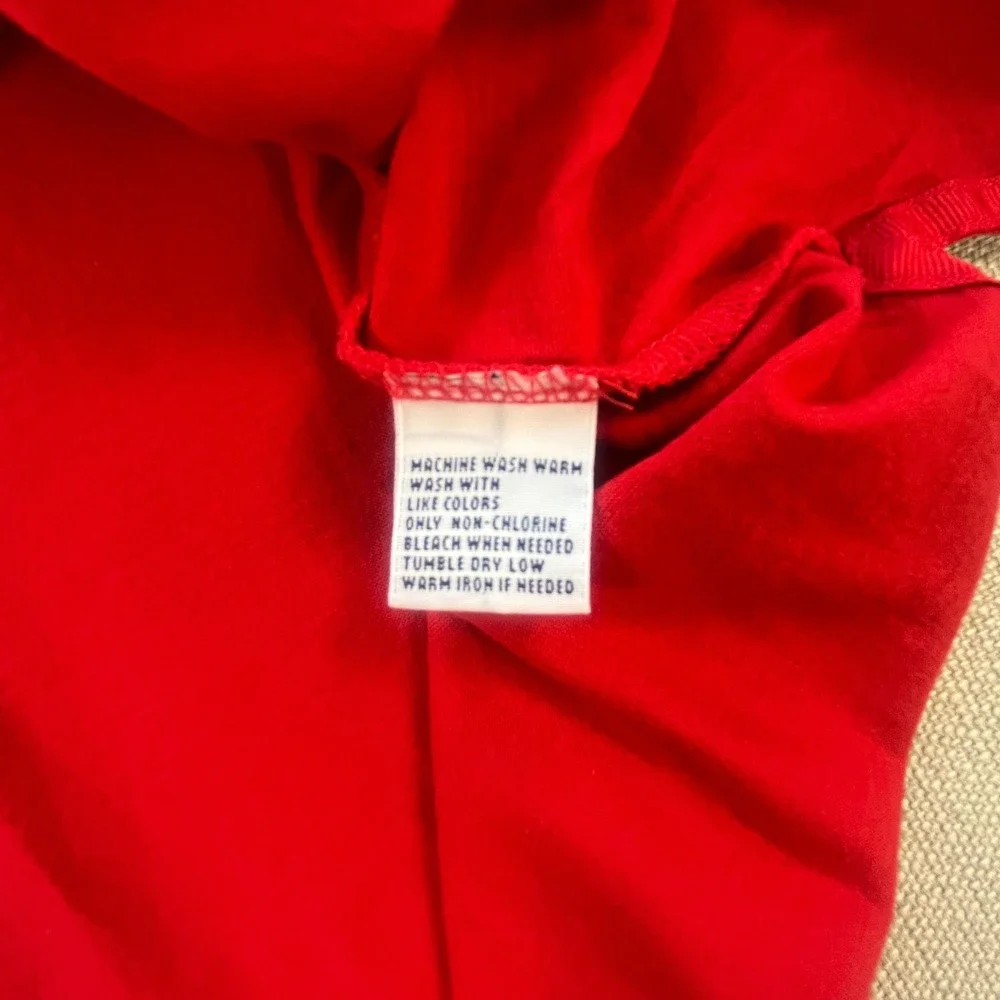 MACHINE WASH WARM
WASH WITH
LIKE COLORS
ONLY NON-CHLORINE
BLEACH WHEN NEEDED
TUMBLE DRY LOW
WARM IRON IF NEEDED